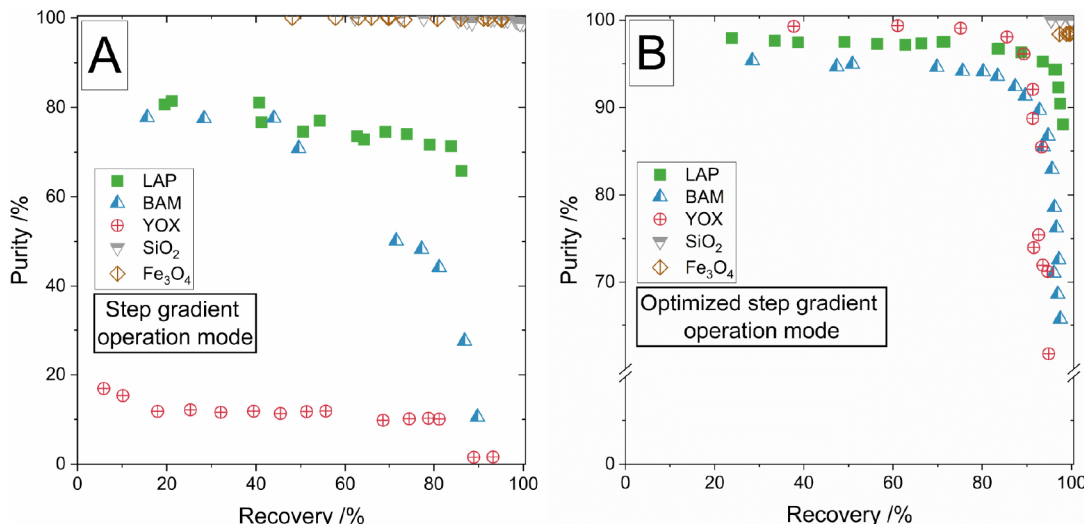 A
100
80
60
40
20
0
Purity /%
LAP
BAM
YOX
SiO₂
Fe₃O₄
Step gradient
operation mode
0 20 40 60 80 100
Recovery /%
B
100
90
80
70
0
Purity /%
LAP
BAM
YOX
SiO₂
Fe₃O₄
Optimized step gradient
operation mode
0 20 40 60 80 100
Recovery /%